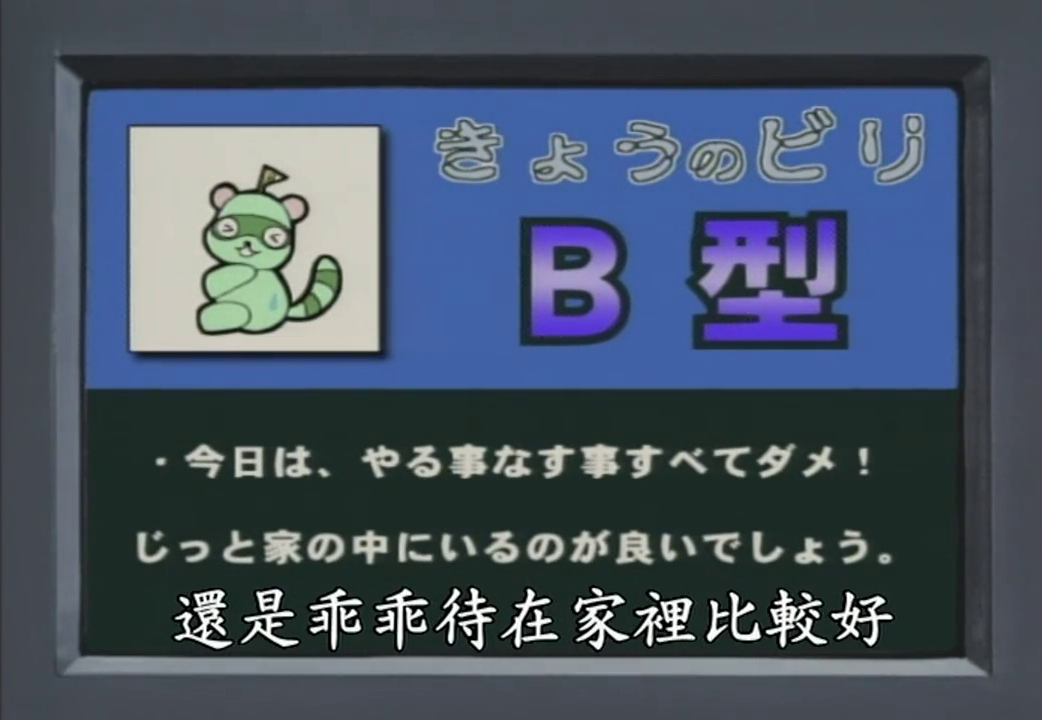 きょうのビリ
B型
・今日は、やる事なす事すべてダメ！
じっと家の中にいるのが良いでしょう。
還是乖乖待在家裡比較好